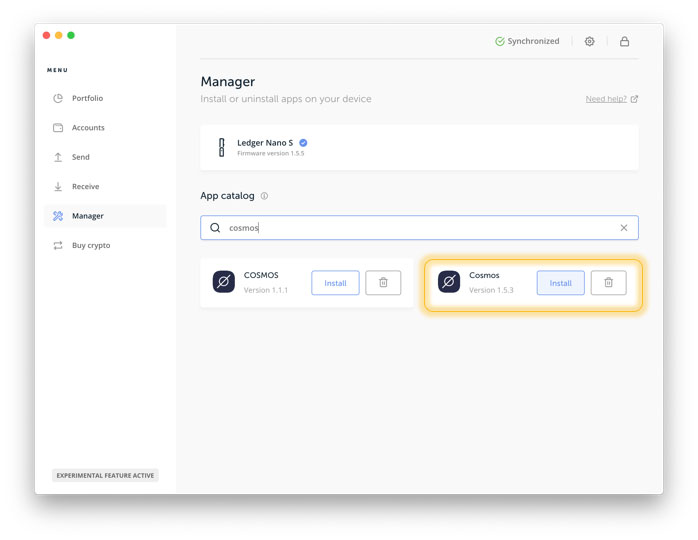 Synchronized
MENU
Portfolio
Accounts
Send
Receive
Manager
Buy crypto
EXPERIMENTAL FEATURE ACTIVE
Manager
Install or uninstall apps on your device
Need help?
Ledger Nano S
Firmware version 1.5.5
App catalog
cosmos
COSMOS
Version 1.1.1
Install
Cosmos
Version 1.5.3
Install